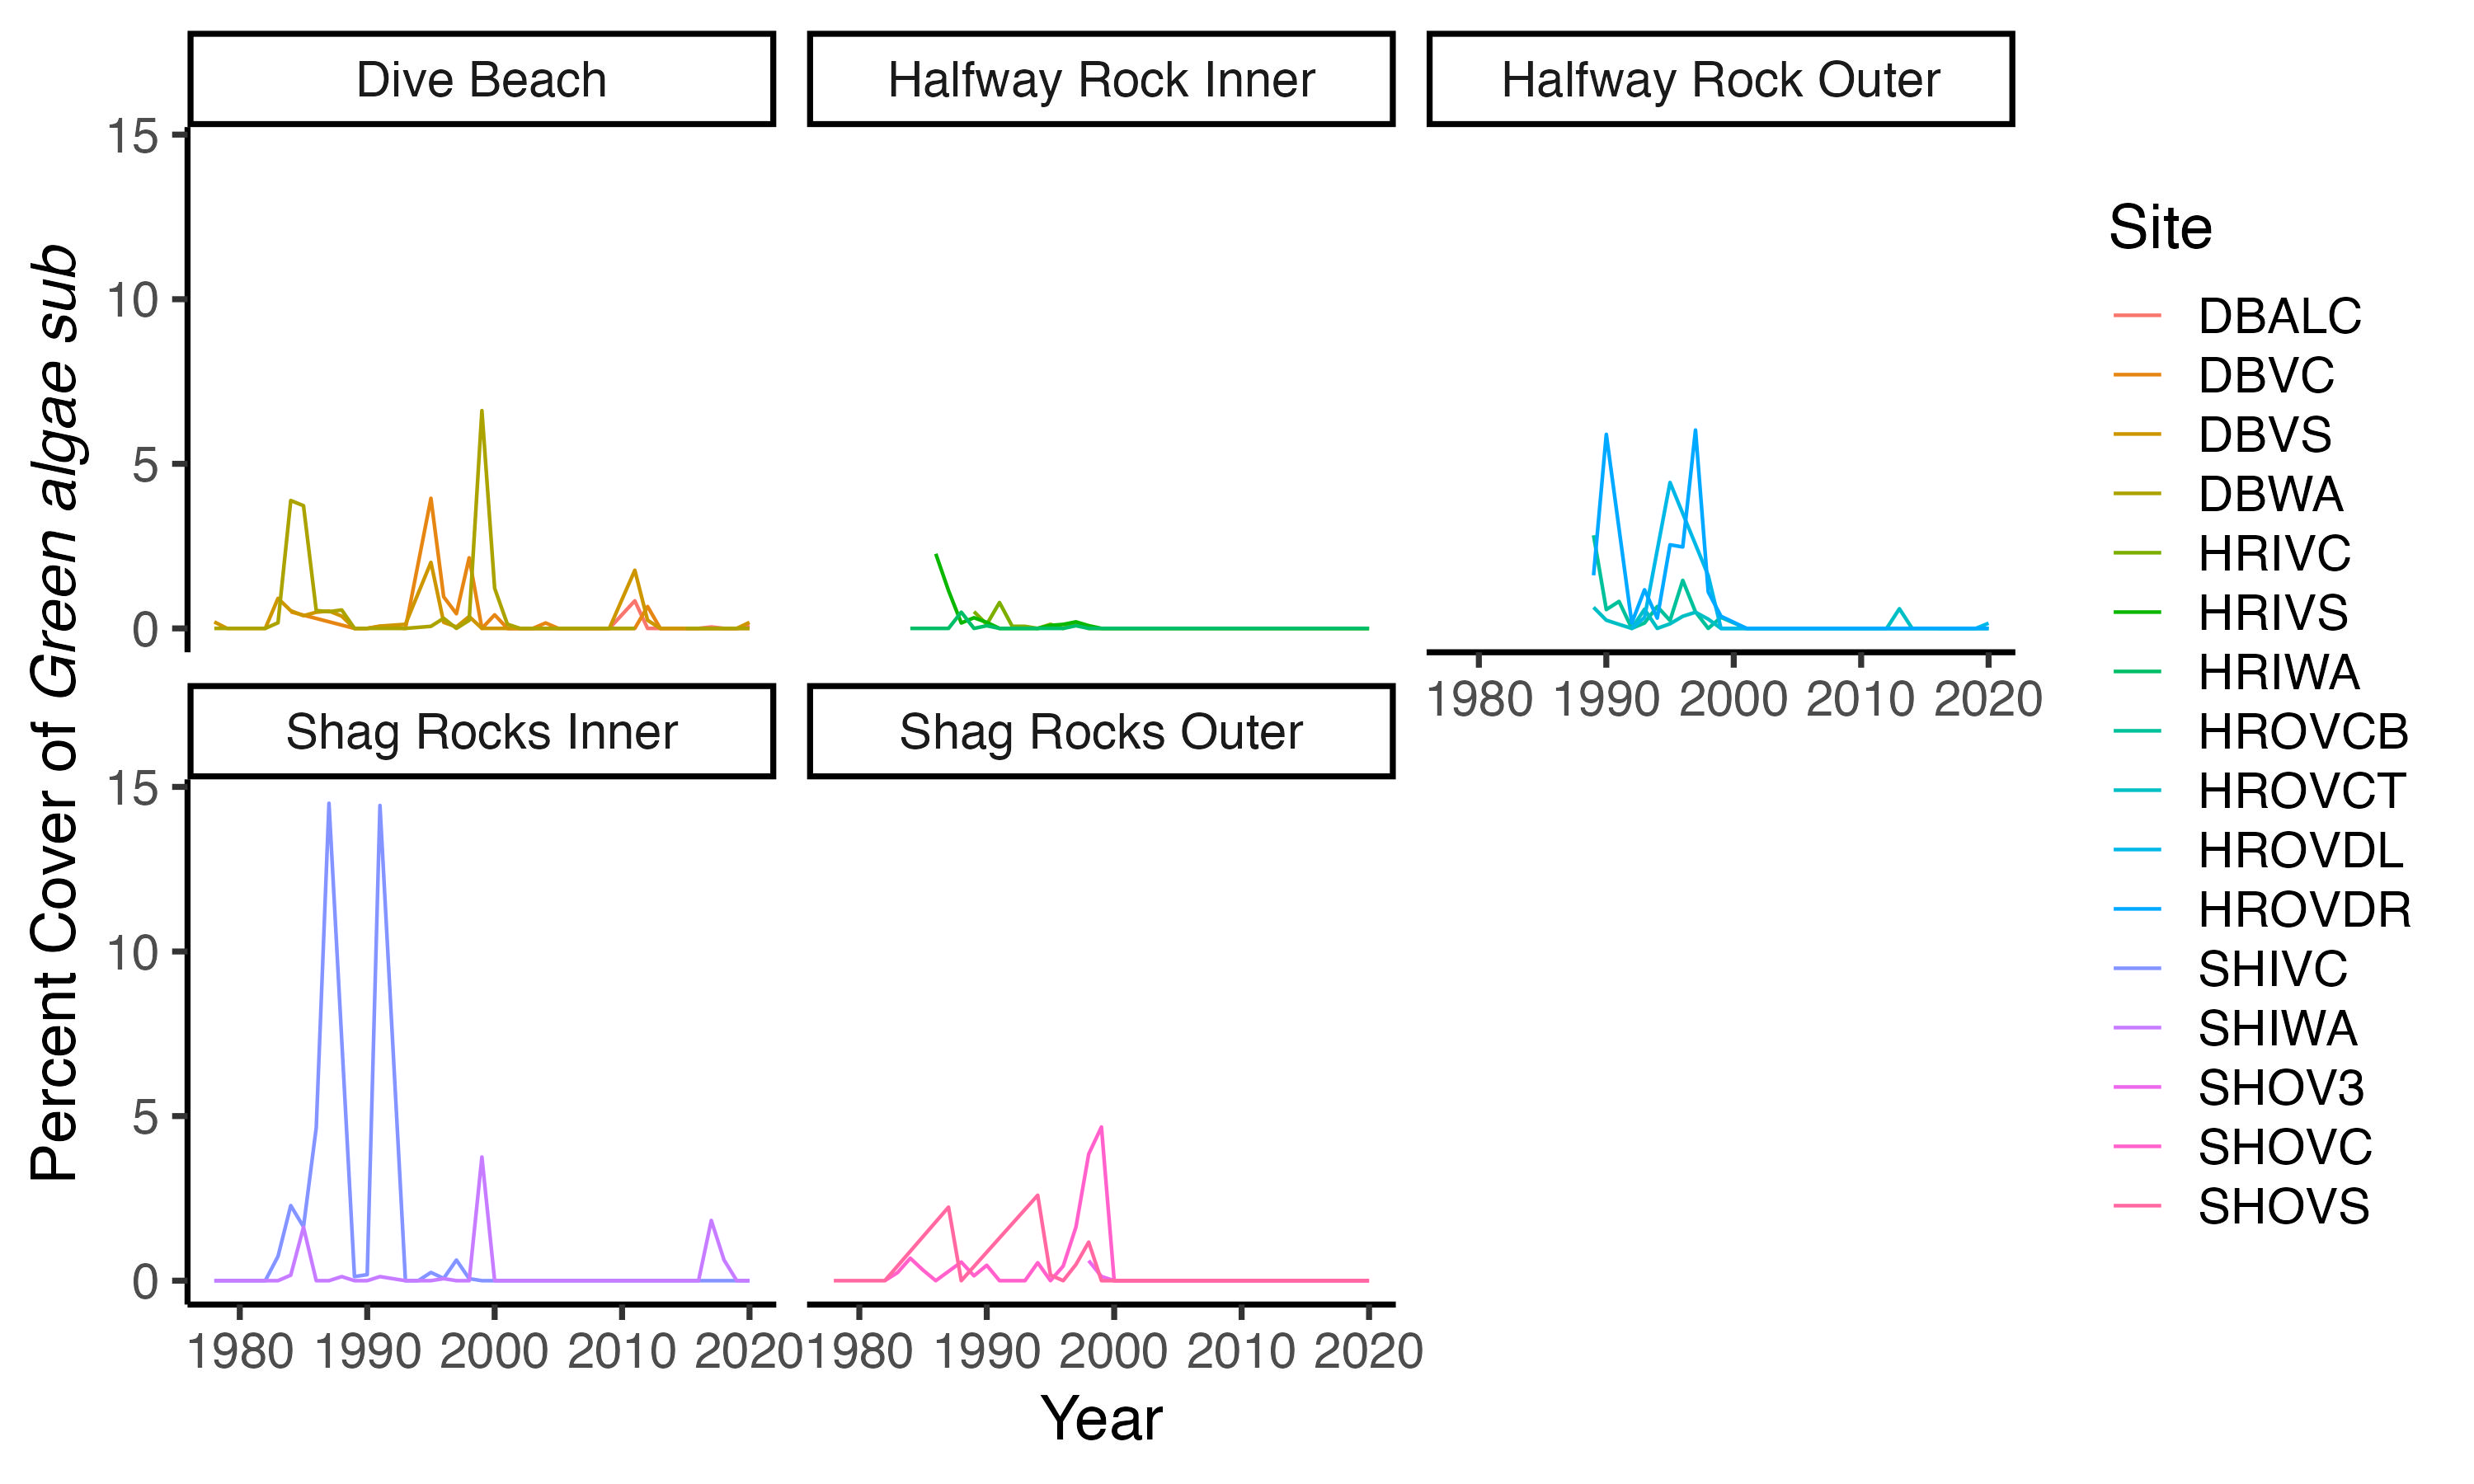 Dive Beach
Halfway Rock Inner
Halfway Rock Outer
15
10
5
0
1980 1990 2000 2010 2020
Shag Rocks Inner
Shag Rocks Outer
15
10
5
0
1980 1990 2000 2010 2020
1980 1990 2000 2010 2020
Year
Percent Cover of Green algae sub
Site
DBALC
DBVC
DBVS
DBWA
HRIVC
HRIVS
HRIWA
HROVCB
HROVCT
HROVDL
HROVDR
SHIVC
SHIWA
SHOV3
SHOVC
SHOVS